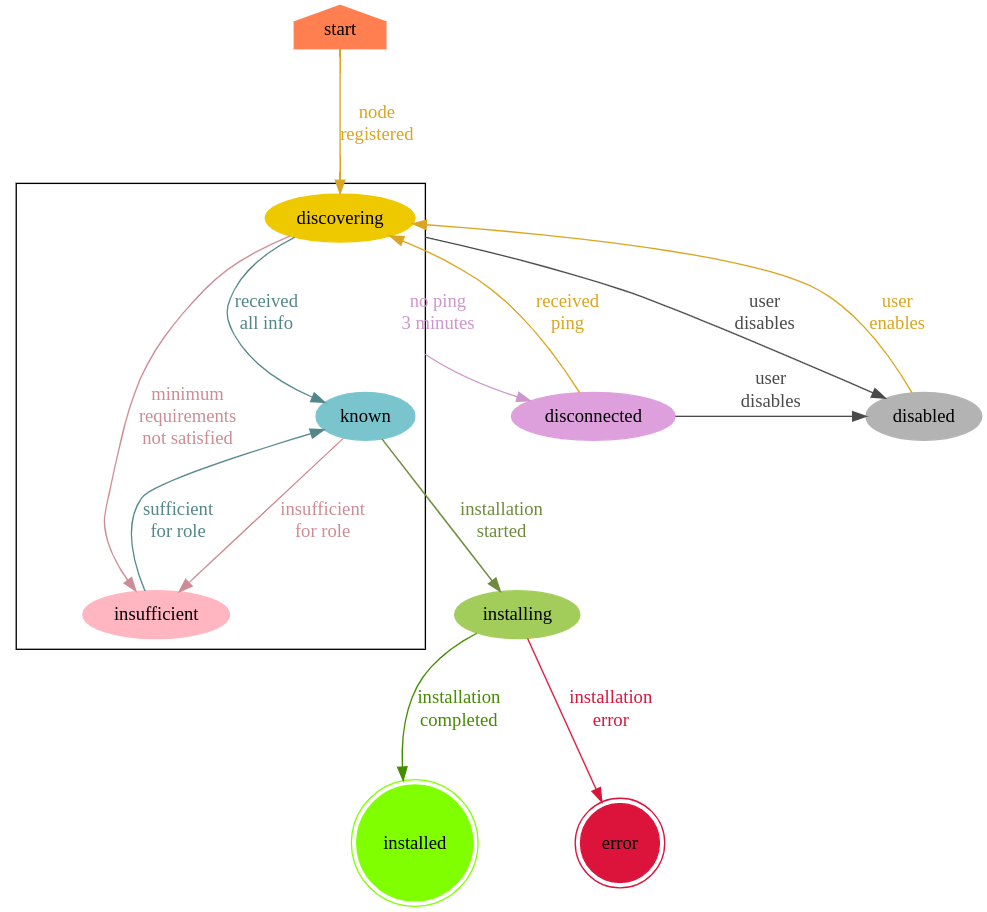 start
node
registered
discovering
received
all info
no ping
3 minutes
received
ping
user
disables
user
enables
minimum
requirements
not satisfied
known
disconnected
user
disables
disabled
sufficient
for role
insufficient
for role
installation
started
insufficient
installing
installation
completed
installation
error
installed
error